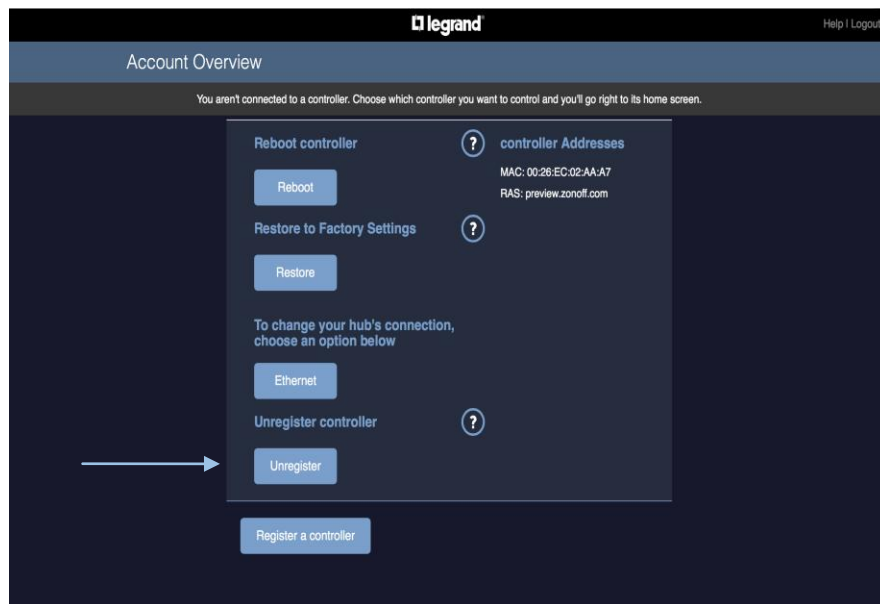 legrand
Help | Logout
Account Overview
You aren't connected to a controller. Choose which controller you want to control and you'll go right to its home screen.
Reboot controller
?
controller Addresses
MAC: 00:26:EC:02:AA:A7
Reboot
RAS: preview.zonoff.com
Restore to Factory Settings
?
Restore
To change your hub's connection,
choose an option below
Ethernet
Unregister controller
?
Unregister
Register a controller